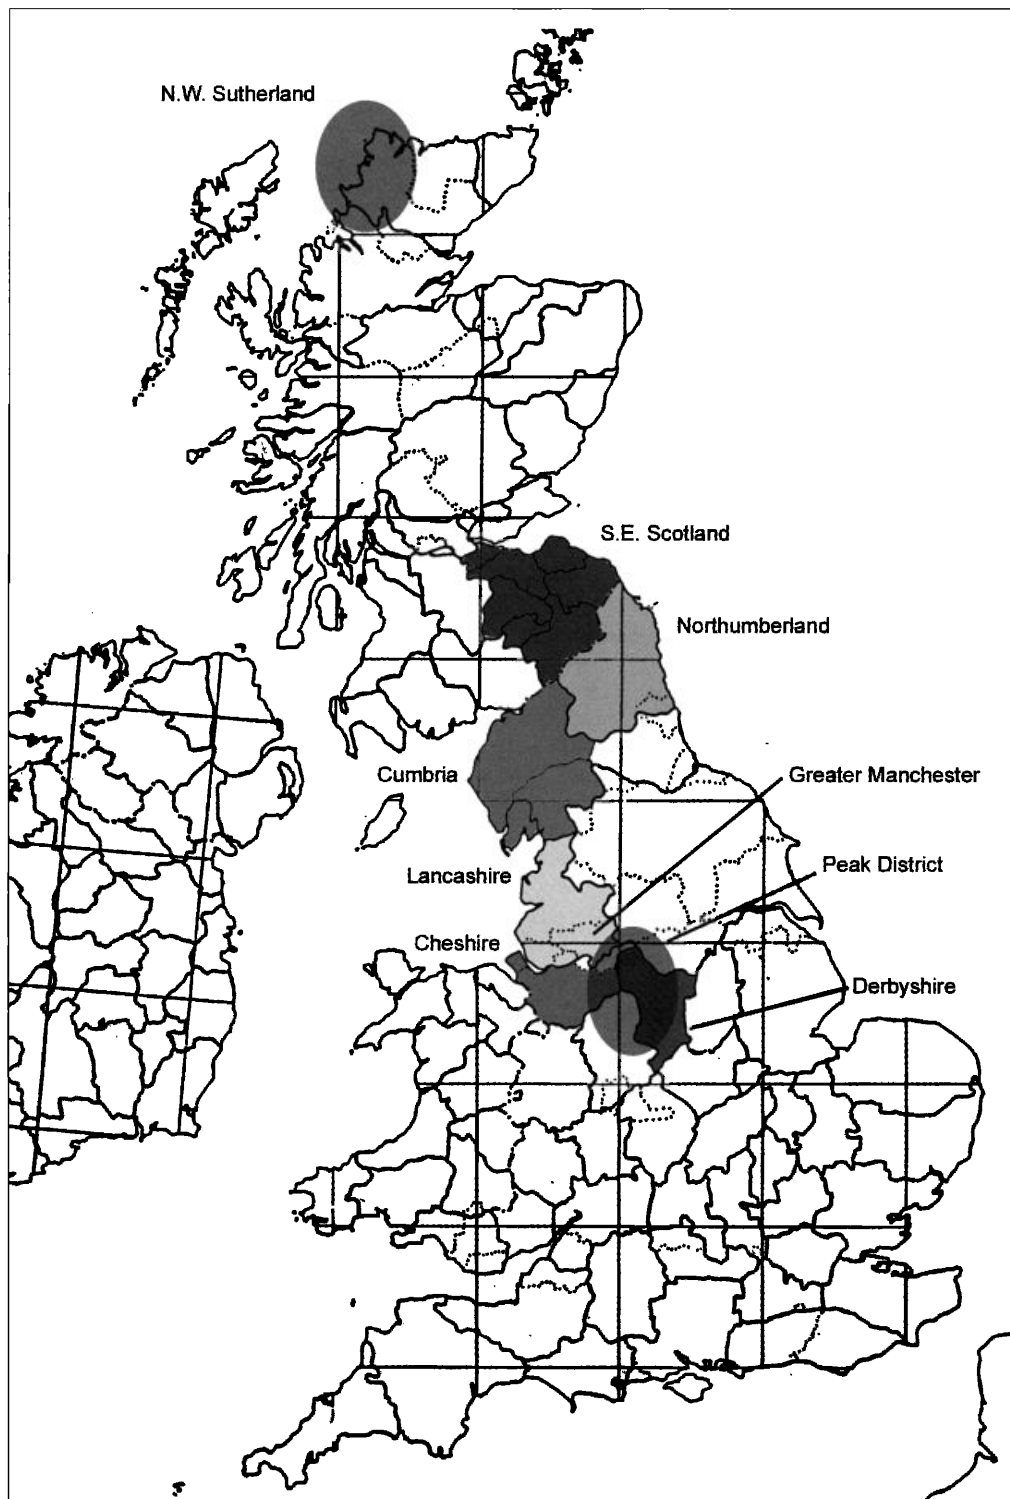 N.W. Sutherland
S.E. Scotland
Northumberland
Cumbria
Greater Manchester
Peak District
Lancashire
Cheshire
Derbyshire